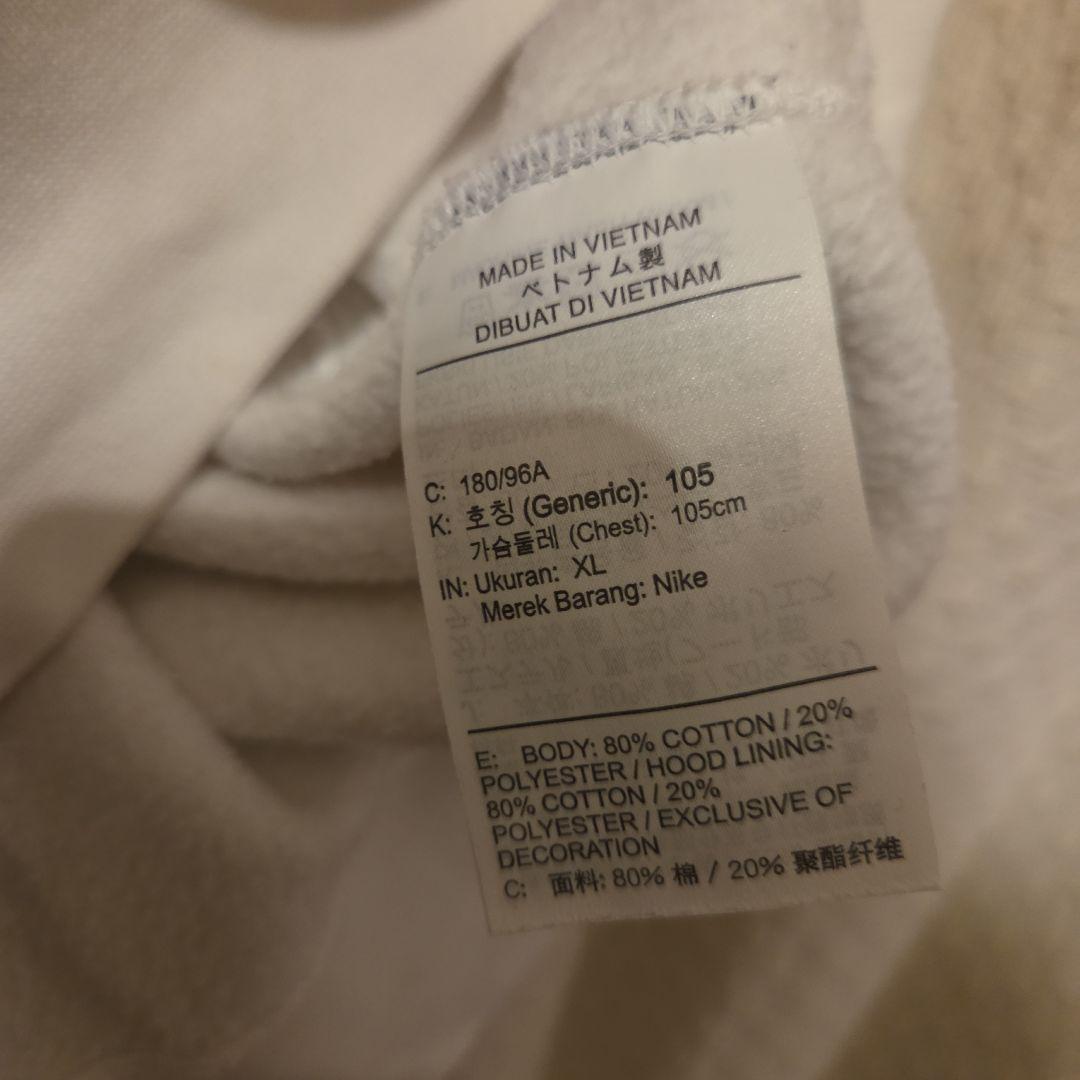 MADE IN VIETNAM
ベトナム製
DIBUAT DI VIETNAM
C: 180/96A
K: 호칭 (Generic): 105
가슴둘레 (Chest): 105cm
IN: Ukuran: XL
Merek Barang: Nike
E: BODY: 80% COTTON / 20%
POLYESTER / HOOD LINING:
80% COTTON / 20%
POLYESTER / EXCLUSIVE OF
DECORATION
C: 面料: 80% 棉 / 20% 聚酯纤维